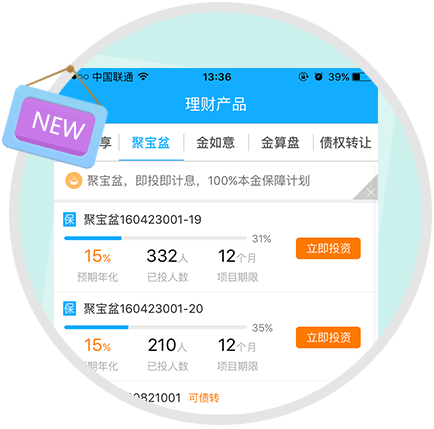 中国联通 13:36 39%
NEW
理财产品
享 聚宝盆 金如意 金算盘 债权转让
聚宝盆，即投即计息，100%本金保障计划
保 聚宝盆160423001-19
31%
15% 332人 12个月 立即投资
预期年化 已投人数 项目期限
保 聚宝盆160423001-20
35%
15% 210人 12个月 立即投资
预期年化 已投人数 项目期限
0821001 可债转